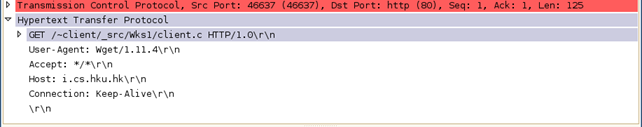 Transmission Control Protocol, Src Port: 46637 (46637), Dst Port: http (80), Seq: 1, Ack: 1, Len: 125
Hypertext Transfer Protocol
GET /~client/_src/Wks1/client.c HTTP/1.0\r\n
User-Agent: Wget/1.11.4\r\n
Accept: */*\r\n
Host: i.cs.hku.hk\r\n
Connection: Keep-Alive\r\n
\r\n